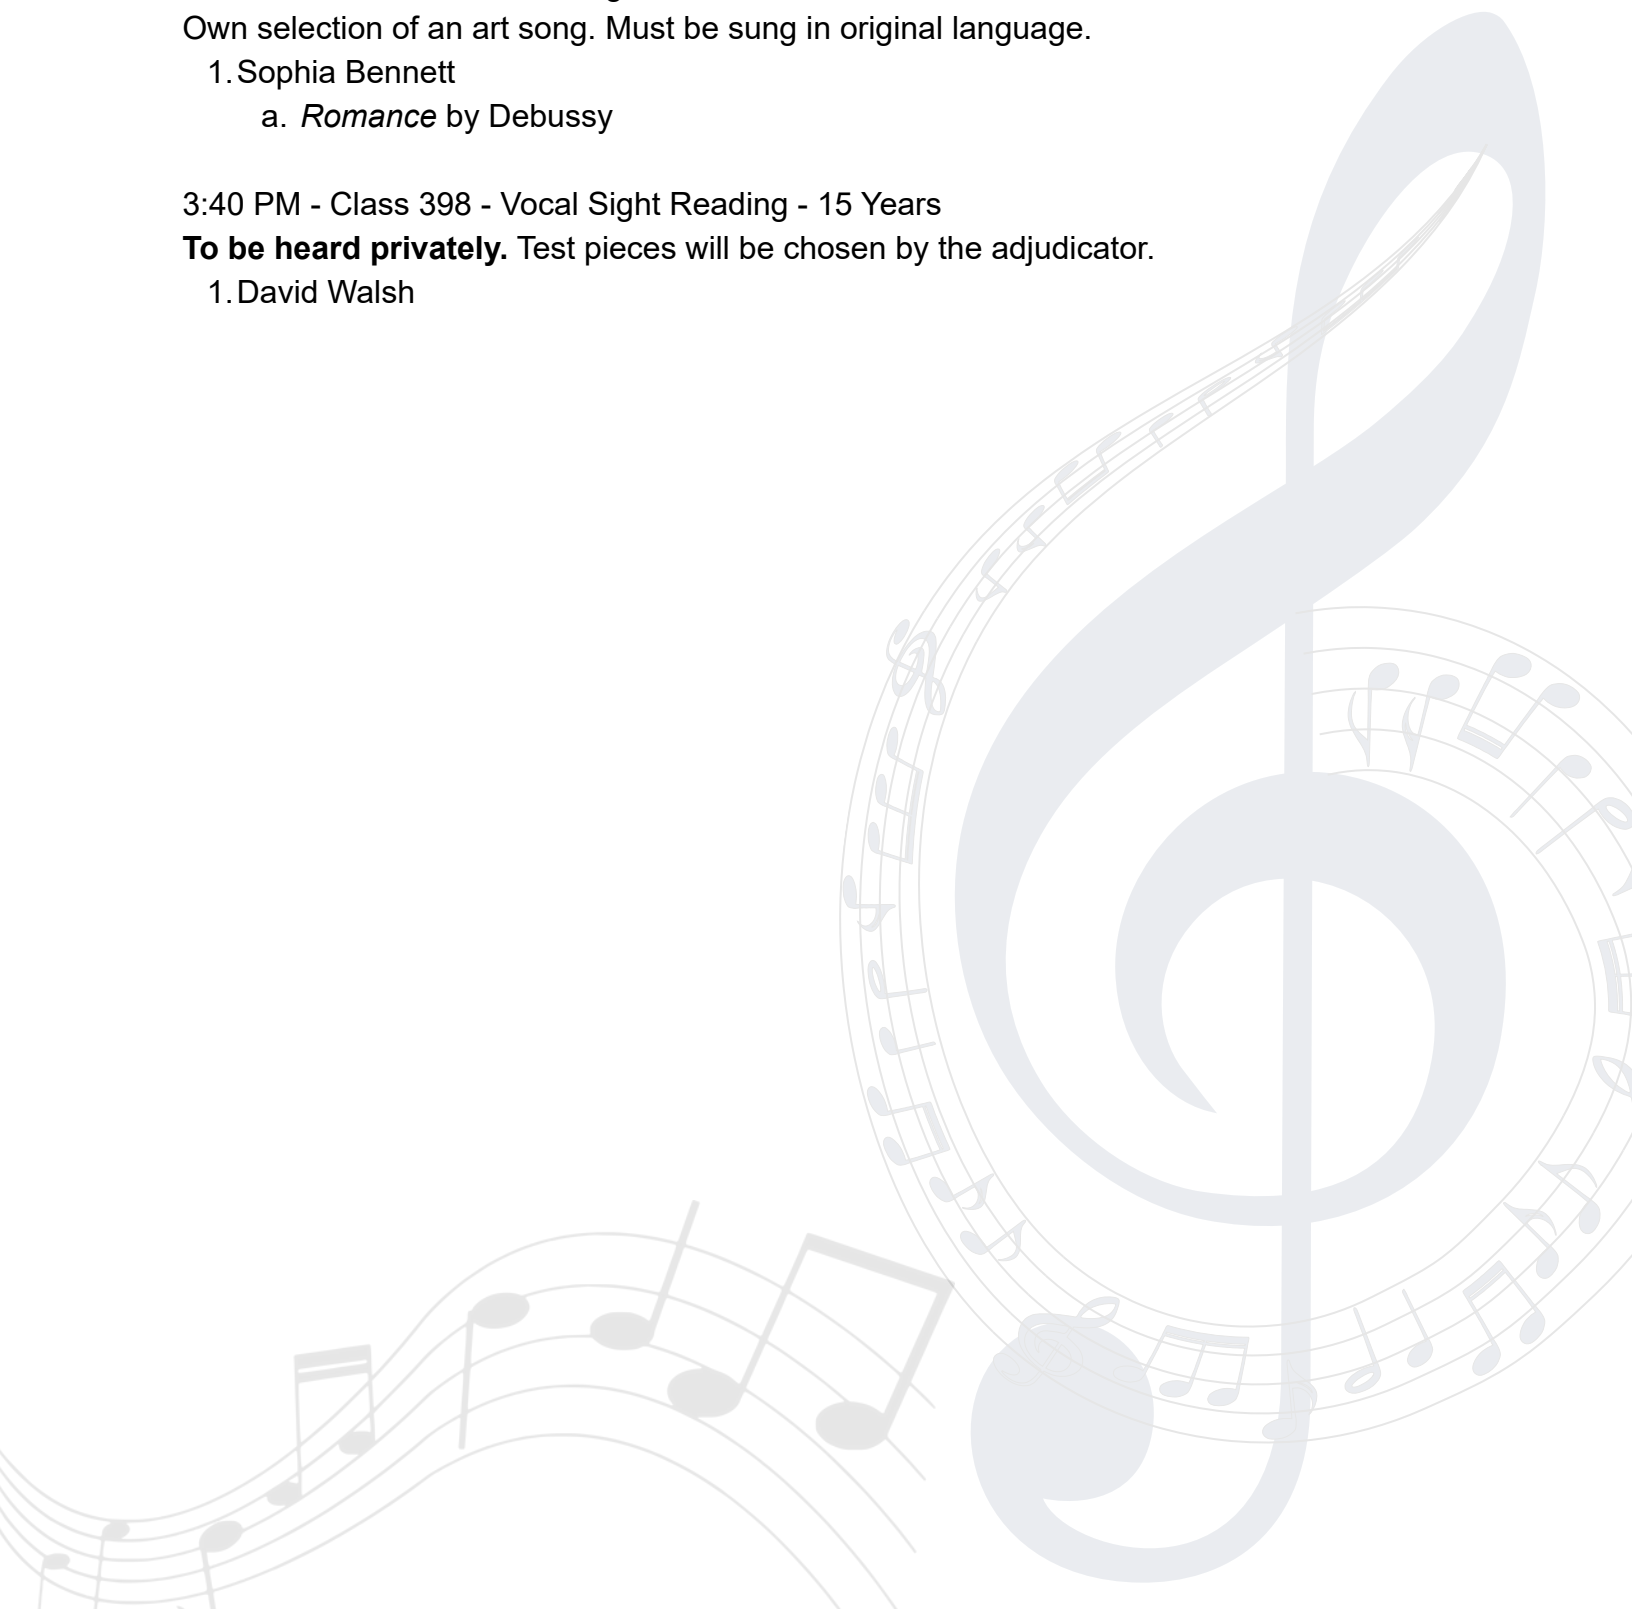 Own selection of an art song. Must be sung in original language.
1. Sophia Bennett
a. Romance by Debussy
3:40 PM - Class 398 - Vocal Sight Reading - 15 Years
To be heard privately. Test pieces will be chosen by the adjudicator.
1. David Walsh